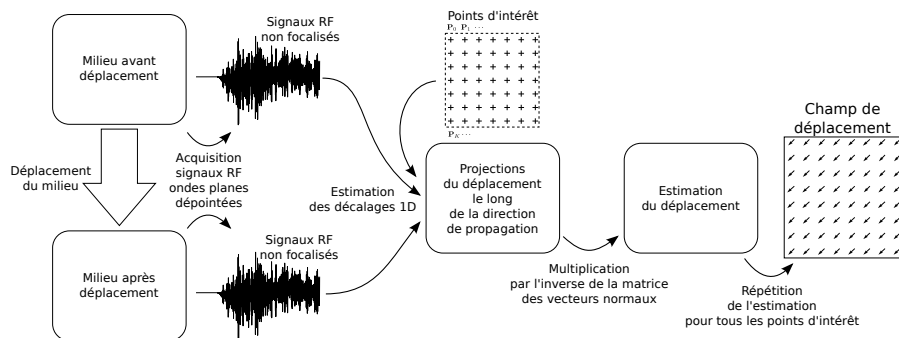 Milieu avant
déplacement
Signaux RF
non focalisés
Points d'intérêt
P₀ P₁ ...
P_K ...
Déplacement
du milieu
Acquisition
signaux RF
ondes planes
dépointées
Estimation
des décalages 1D
Projections
du déplacement
le long
de la direction
de propagation
Estimation
du déplacement
Champ de
déplacement
Milieu après
déplacement
Signaux RF
non focalisés
Multiplication
par l'inverse de la matrice
des vecteurs normaux
Répétition
de l'estimation
pour tous les points d'intérêt